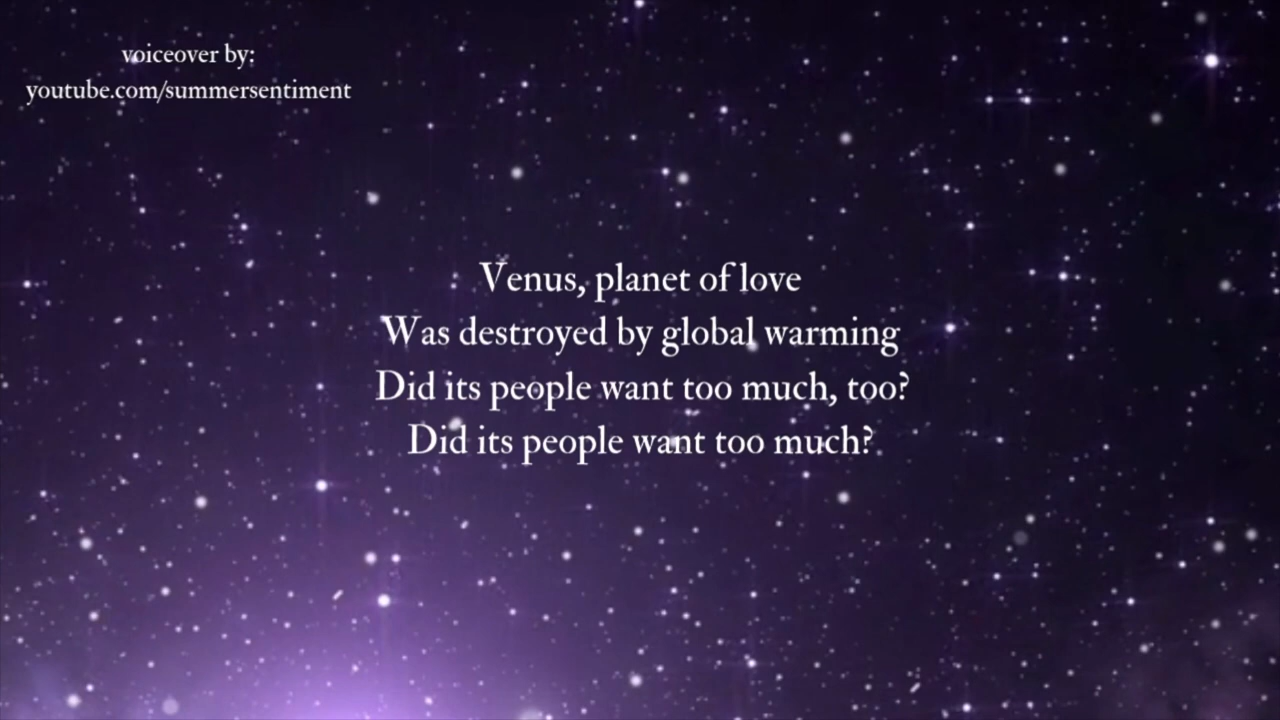 voiceover by:
youtube.com/summersentiment
Venus, planet of love
Was destroyed by global warming
Did its people want too much, too?
Did its people want too much?